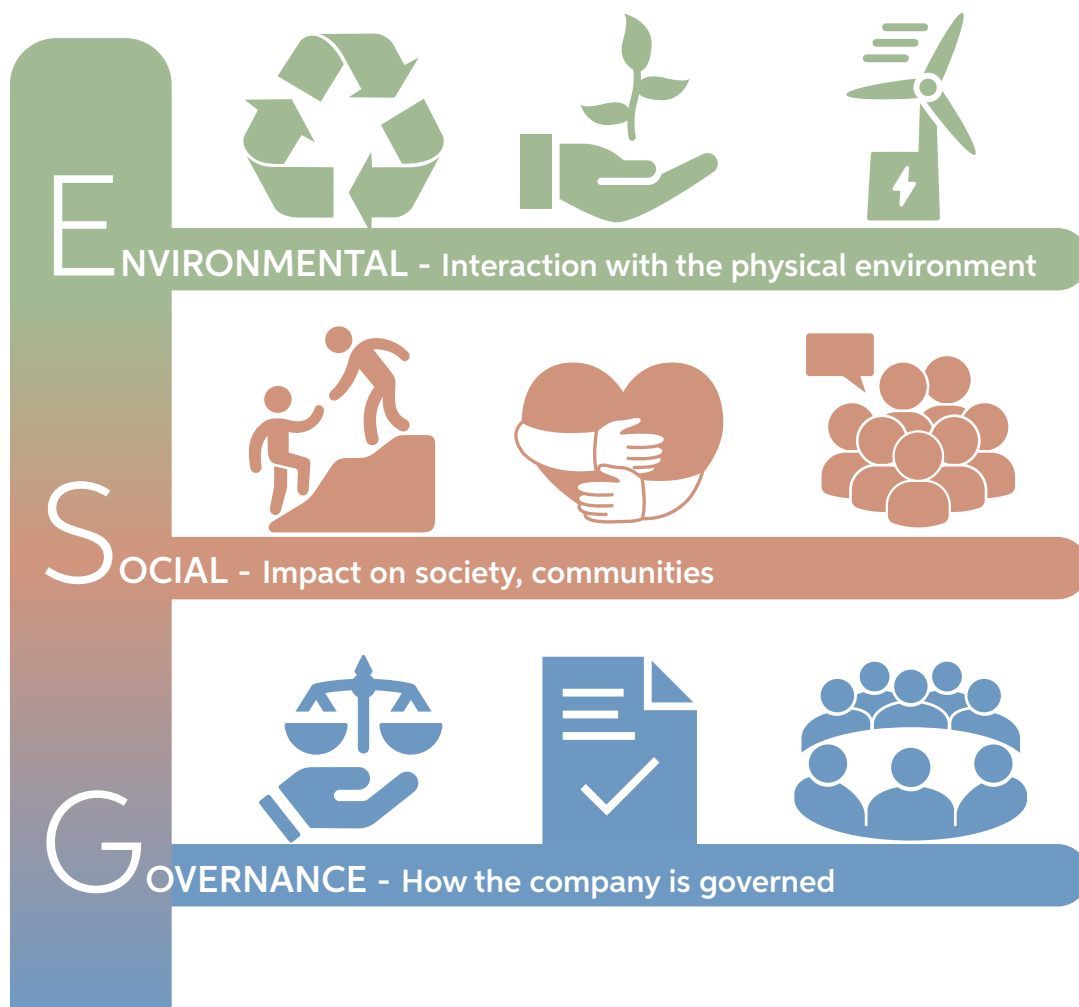 ENVIRONMENTAL - Interaction with the physical environment
SOCIAL - Impact on society, communities
GOVERNANCE - How the company is governed